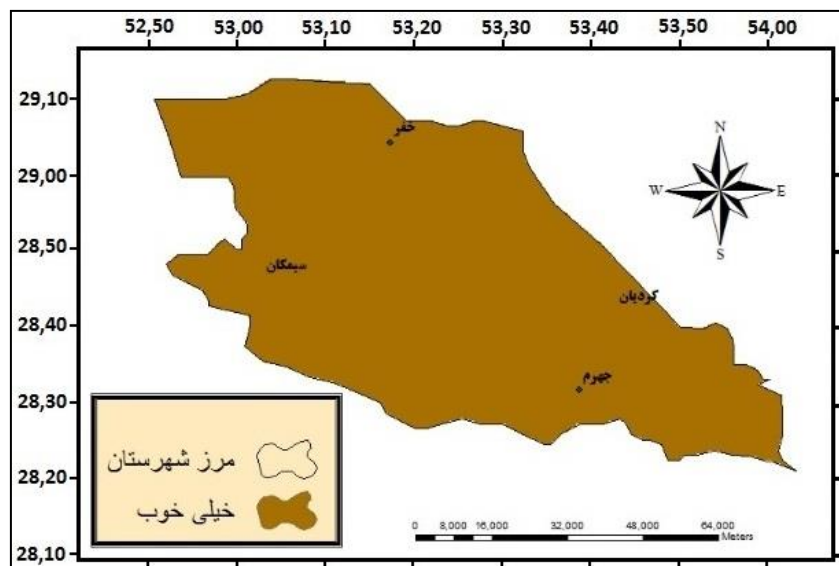 52,50 53,00 53,10 53,20 53,30 53,40 53,50 54,00
29,10
29,00
28,50
28,40
28,30
28,20
28,10
N
W E
S
خفر
سیمکان
کردیان
جهرم
مرز شهرستان
خیلی خوب
0 8,000 16,000 32,000 48,000 64,000
Meters